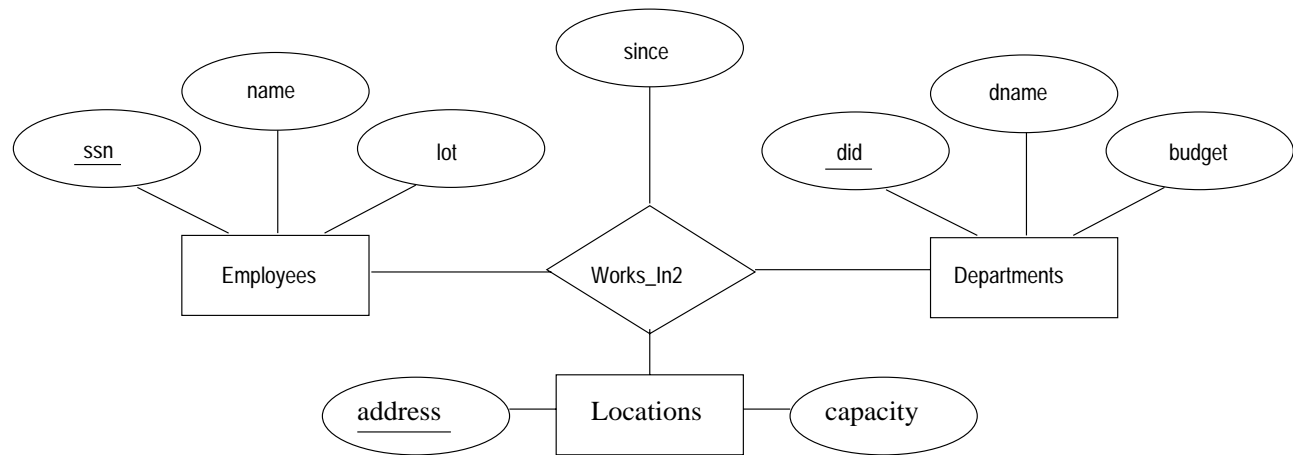 since
name
dname
ssn
lot
did
budget
Employees
Works_In2
Departments
address
Locations
capacity